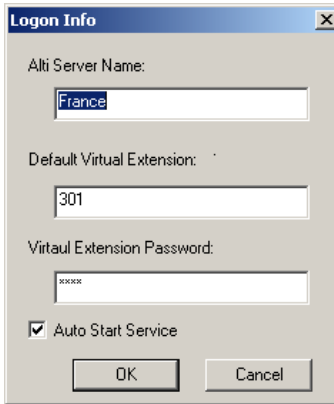 Logon Info
Alti Server Name:
France
Default Virtual Extension:
301
Virtaul Extension Password:
****
Auto Start Service
OK Cancel